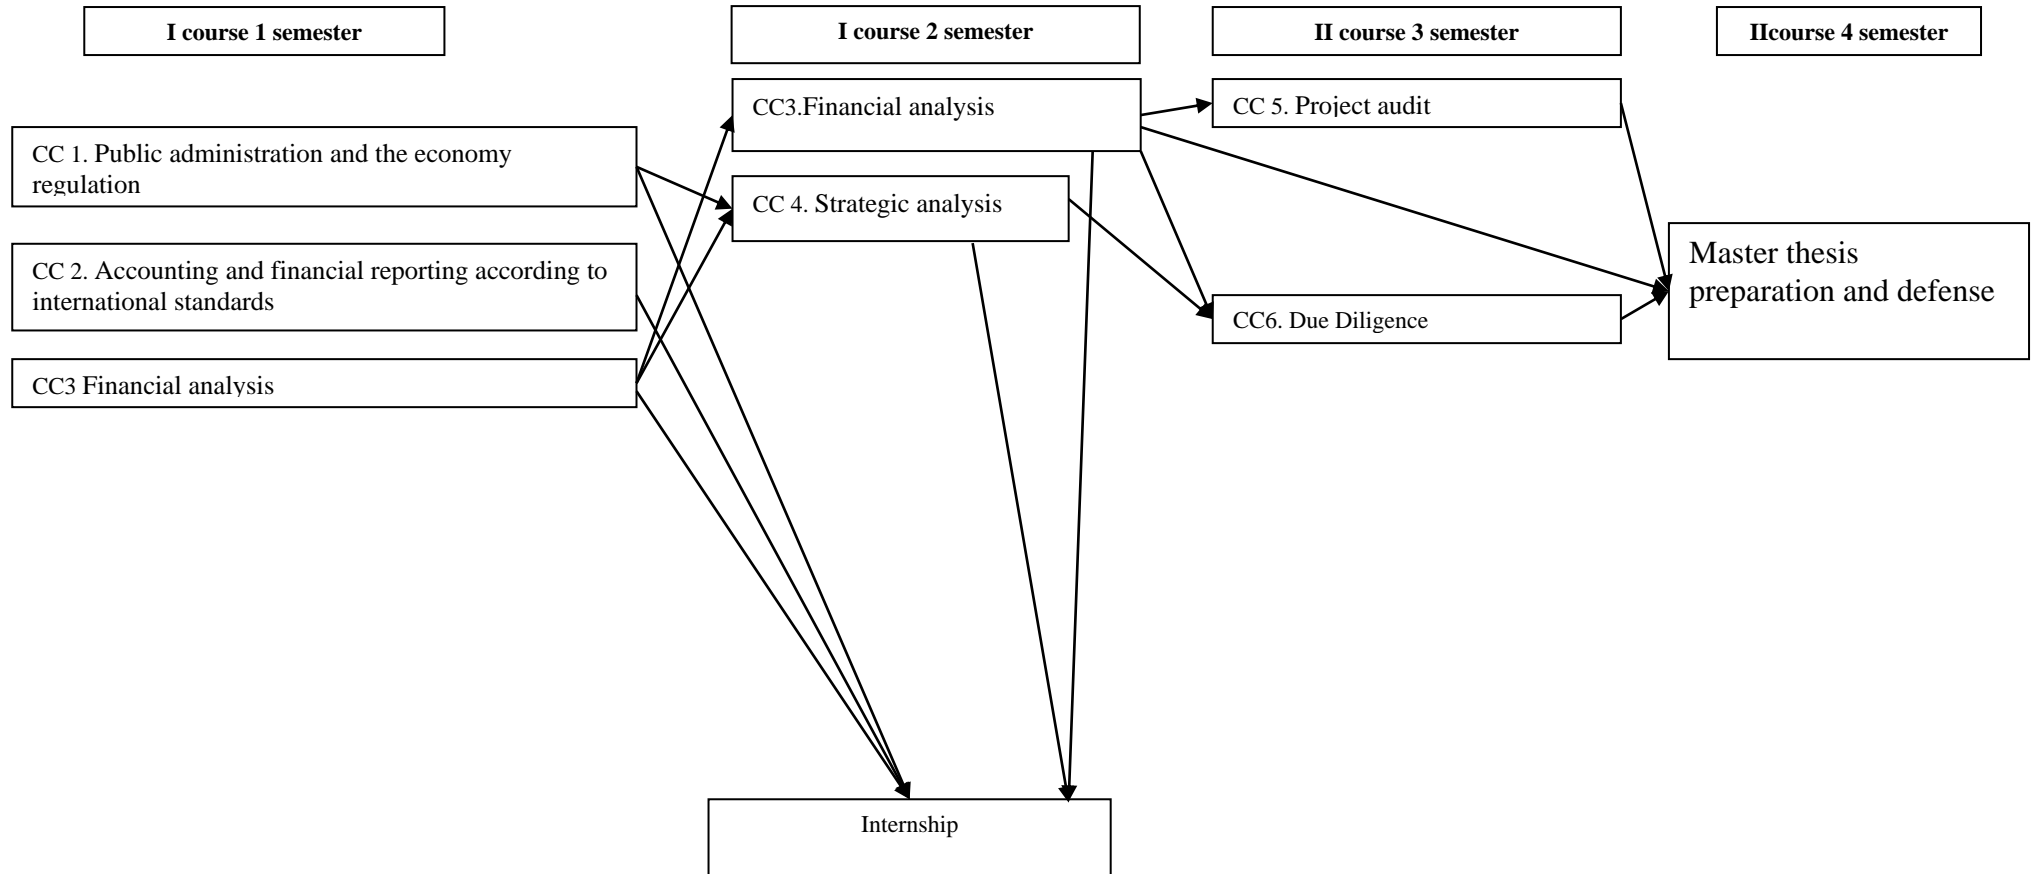 I course 1 semester
I course 2 semester
II course 3 semester
IIcourse 4 semester
CC3.Financial analysis
CC 5. Project audit
CC 1. Public administration and the economy
regulation
CC 4. Strategic analysis
CC 2. Accounting and financial reporting according to
international standards
Master thesis
preparation and defense
CC6. Due Diligence
CC3 Financial analysis
Internship